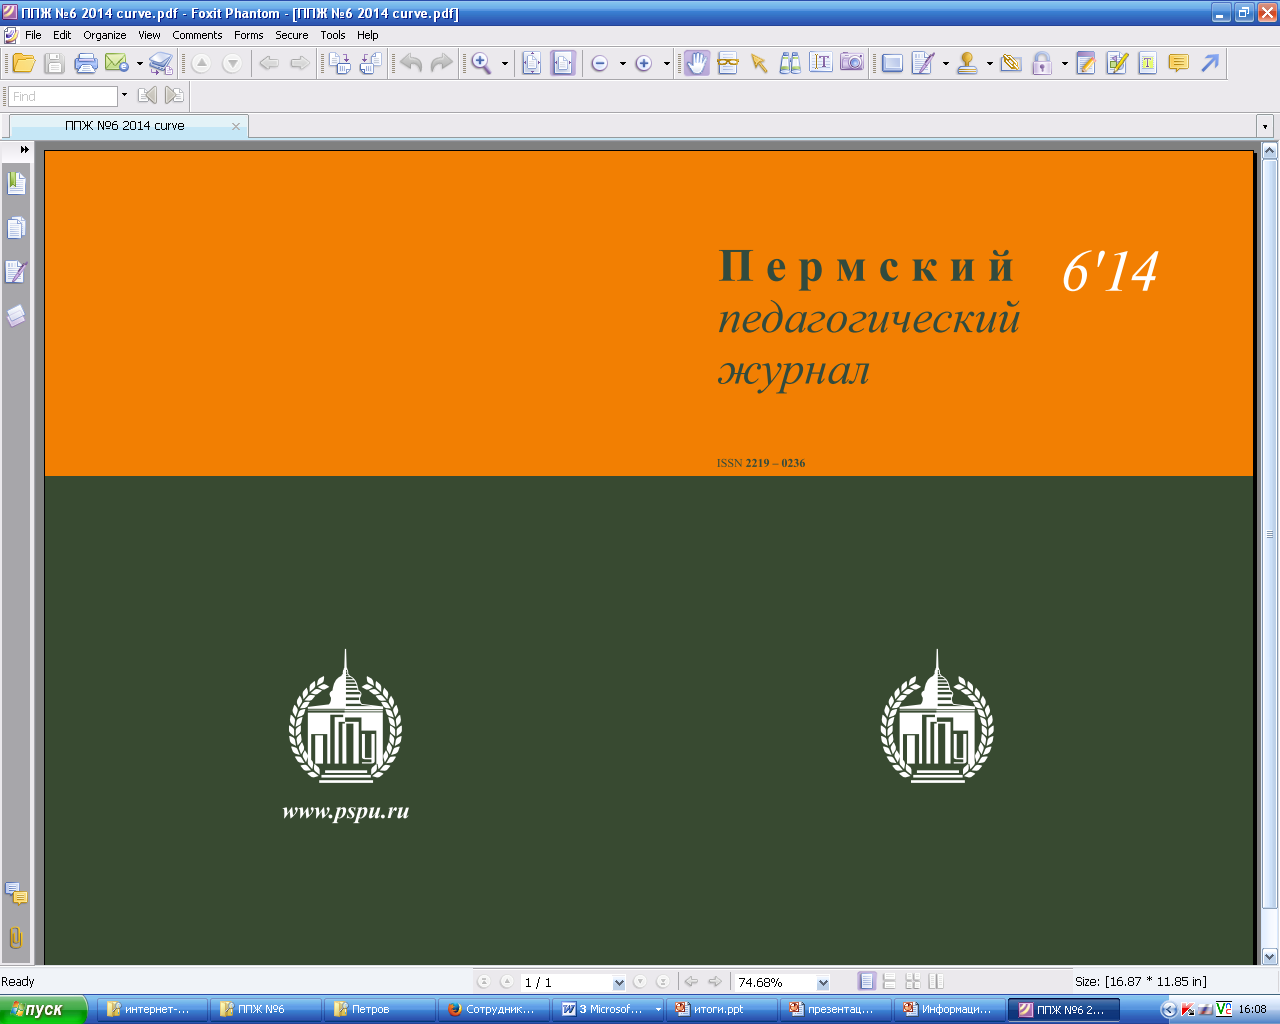 ППЖ №6 2014 curve.pdf - Foxit Phantom - [ППЖ №6 2014 curve.pdf]
File Edit Organize View Comments Forms Secure Tools Help
Find
ППЖ №6 2014 curve
Пермский 6'14
педагогический
журнал
ISSN 2219 – 0236
www.pspu.ru
Ready 1 / 1 74.68% Size: [16.87 * 11.85 in]
пуск интернет-... ППЖ №6 Петров Сотрудник... 3 Microsof... итоги.ppt презентац... Информаци... ППЖ №6 2... 16:08